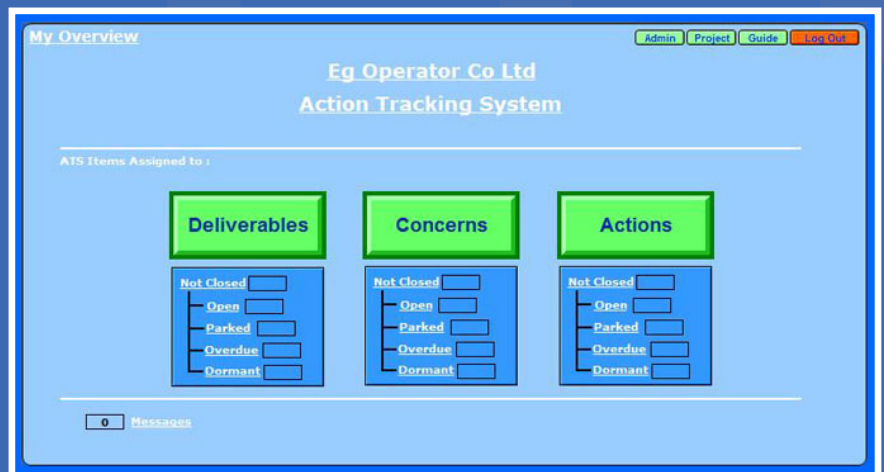 My Overview
Admin Project Guide Log Out
Eg Operator Co Ltd
Action Tracking System
ATS Items Assigned to :
Deliverables Concerns Actions
Not Closed Not Closed Not Closed
Open Open Open
Parked Parked Parked
Overdue Overdue Overdue
Dormant Dormant Dormant
0 Messages